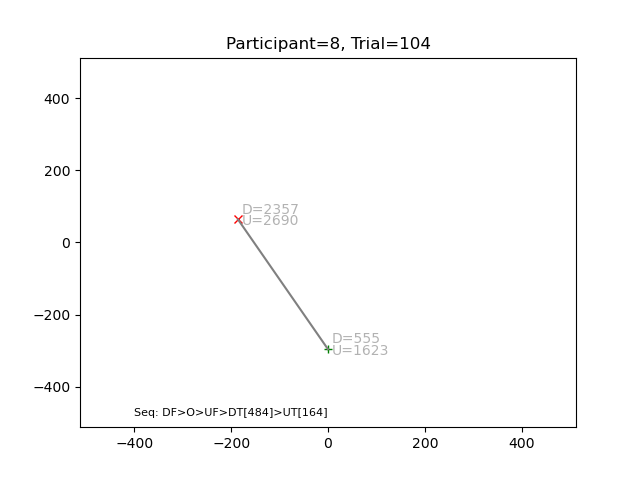 Participant=8, Trial=104
400
200
0
−200
−400
D=2357
U=2690
D=555
U=1623
Seq: DF>O>UF>DT[484]>UT[164]
−400 −200 0 200 400